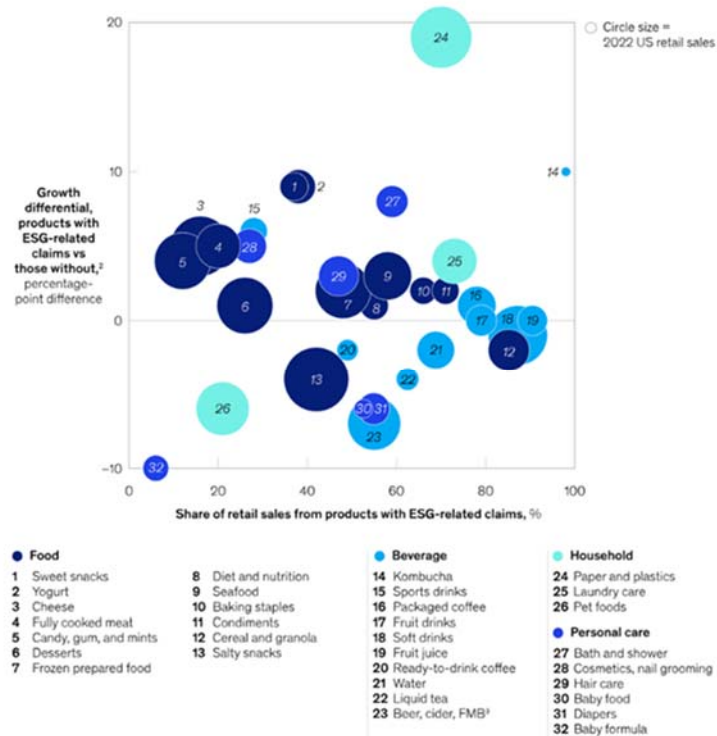 Circle size =
2022 US retail sales
20
24
14
10
1
2
27
3
15
Growth
differential,
products with
ESG-related
claims vs
those without,²
percentage-
point difference
5
4
28
29
9
25
6
7
8
10
11
16
0
17
18
19
20
21
12
13
22
26
30
31
23
32
−10
0
20
40
60
80
100
Share of retail sales from products with ESG-related claims, %
Food
1 Sweet snacks
2 Yogurt
3 Cheese
4 Fully cooked meat
5 Candy, gum, and mints
6 Desserts
7 Frozen prepared food
8 Diet and nutrition
9 Seafood
10 Baking staples
11 Condiments
12 Cereal and granola
13 Salty snacks
Beverage
14 Kombucha
15 Sports drinks
16 Packaged coffee
17 Fruit drinks
18 Soft drinks
19 Fruit juice
20 Ready-to-drink coffee
21 Water
22 Liquid tea
23 Beer, cider, FMB³
Household
24 Paper and plastics
25 Laundry care
26 Pet foods
Personal care
27 Bath and shower
28 Cosmetics, nail grooming
29 Hair care
30 Baby food
31 Diapers
32 Baby formula